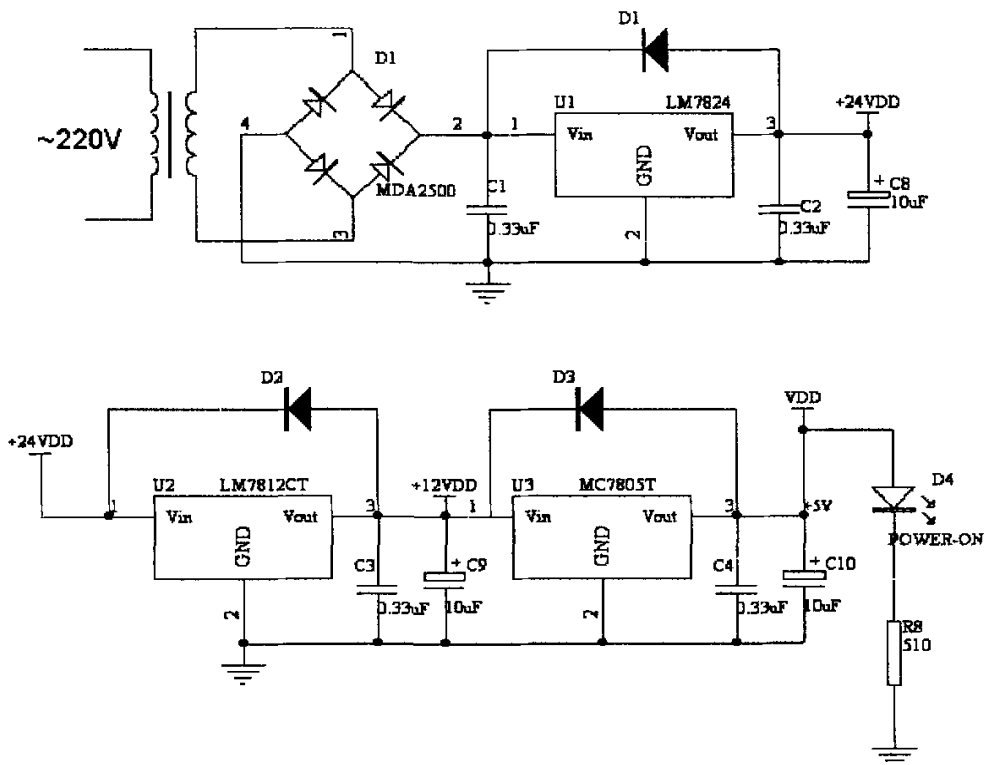 D1
1
D1
U1
LM7824
+24VDD
~220V
4
2
1
Vin
Vout
3
GND
MDA2500
C1
0.33uF
2
C2
0.33uF
+
C8
10uF
3
D2
D3
VDD
+24VDD
1
U2
LM7812CT
Vin
Vout
GND
3
+12VDD
1
U3
MC7805T
Vin
Vout
GND
3
+5V
D4
POWER-ON
2
C3
0.33uF
+
C9
10uF
2
C4
0.33uF
+
C10
10uF
R8
510